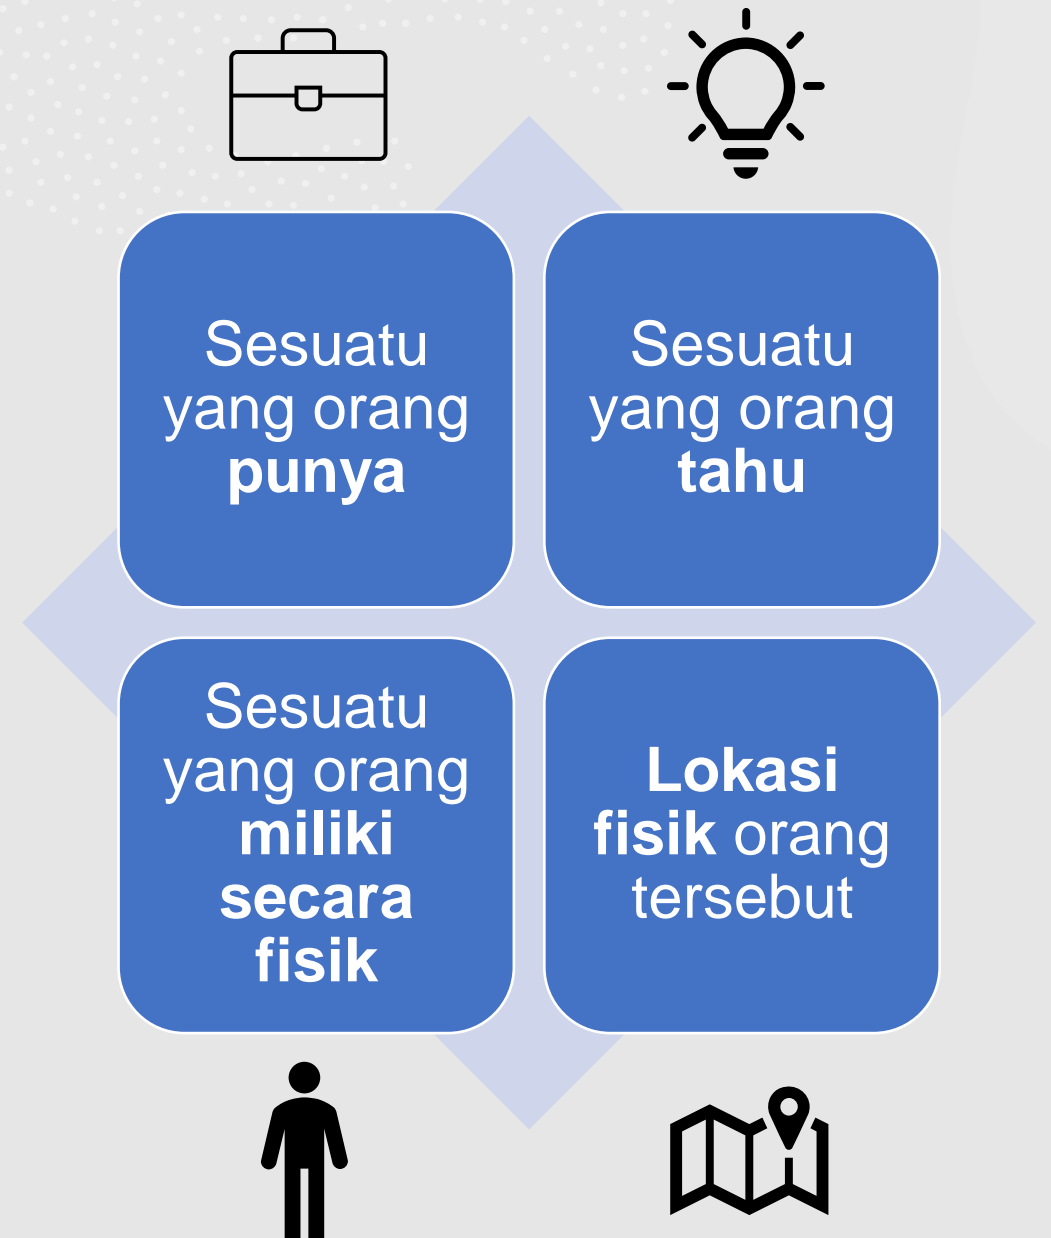 Sesuatu
yang orang
punya
Sesuatu
yang orang
tahu
Sesuatu
yang orang
miliki
secara
fisik
Lokasi
fisik orang
tersebut